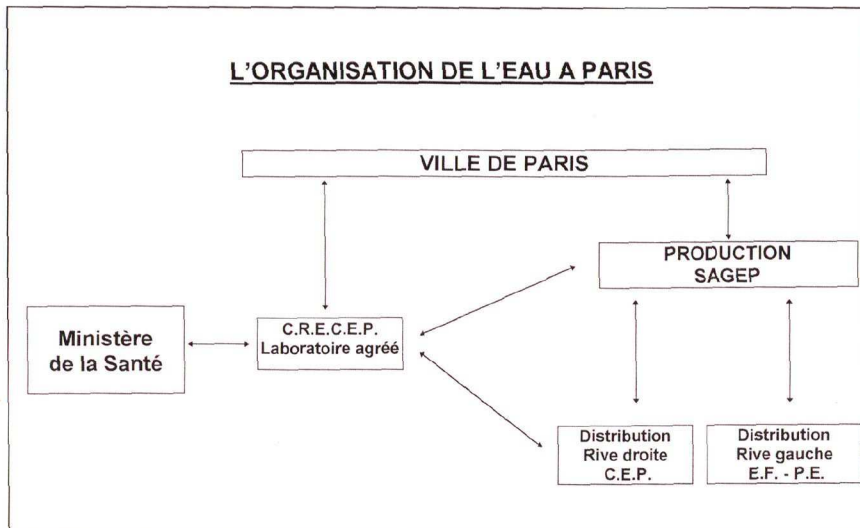 L'ORGANISATION DE L'EAU A PARIS
VILLE DE PARIS
PRODUCTION
SAGEP
C.R.E.C.E.P.
Laboratoire agréé
Ministère
de la Santé
Distribution
Rive droite
C.E.P.
Distribution
Rive gauche
E.F. - P.E.